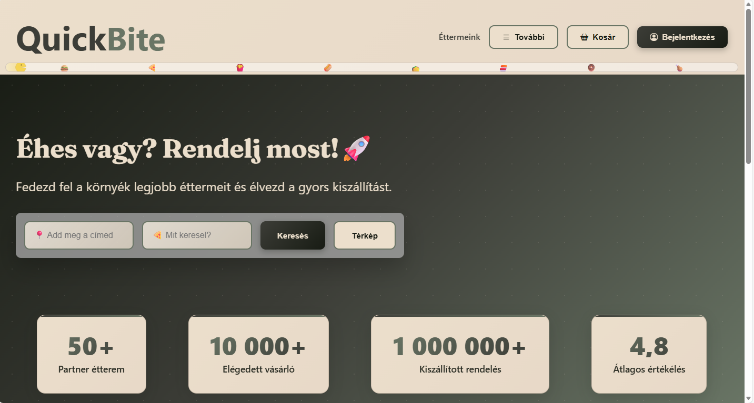 QuickBite
Éttermeink
További
Kosár
Bejelentkezés
Éhes vagy? Rendelj most!
Fedezd fel a környék legjobb éttermeit és élvezd a gyors kiszállítást.
Add meg a címed
Mit keresel?
Keresés
Térkép
50+
Partner étterem
10 000+
Elégedett vásárló
1 000 000+
Kiszállított rendelés
4,8
Átlagos értékelés